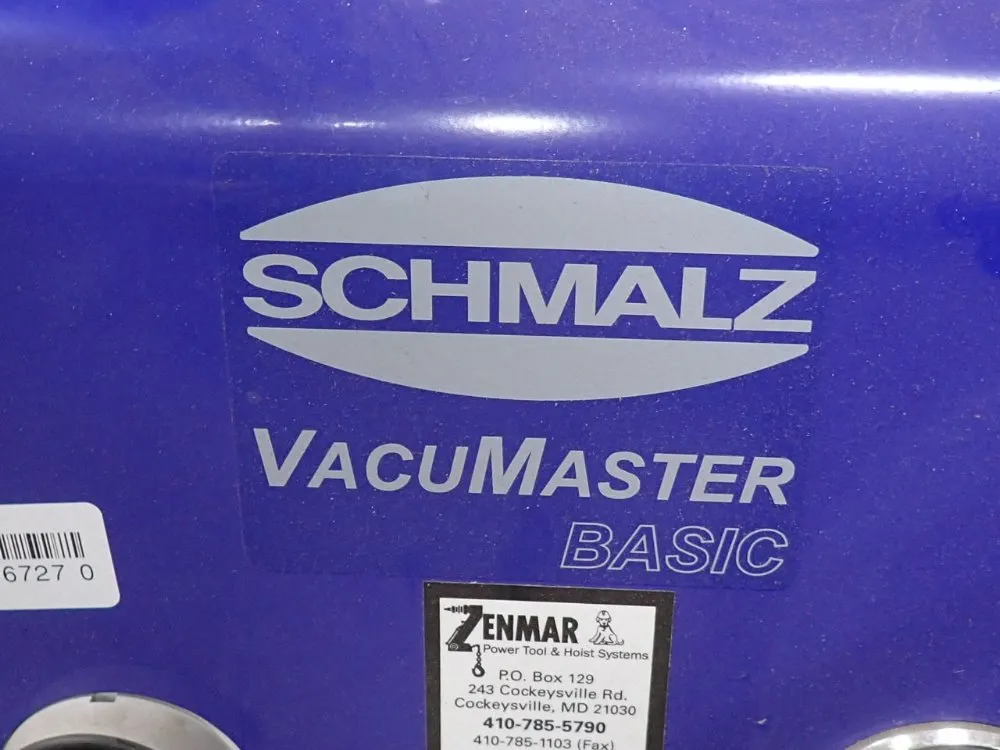 SCHMALZ
VACUMASTER
BASIC
6727 0
ZENMAR
Power Tool & Hoist Systems
P.O. Box 129
243 Cockeysville Rd.
Cockeysville, MD 21030
410-785-5790
410-785-1103 (Fax)